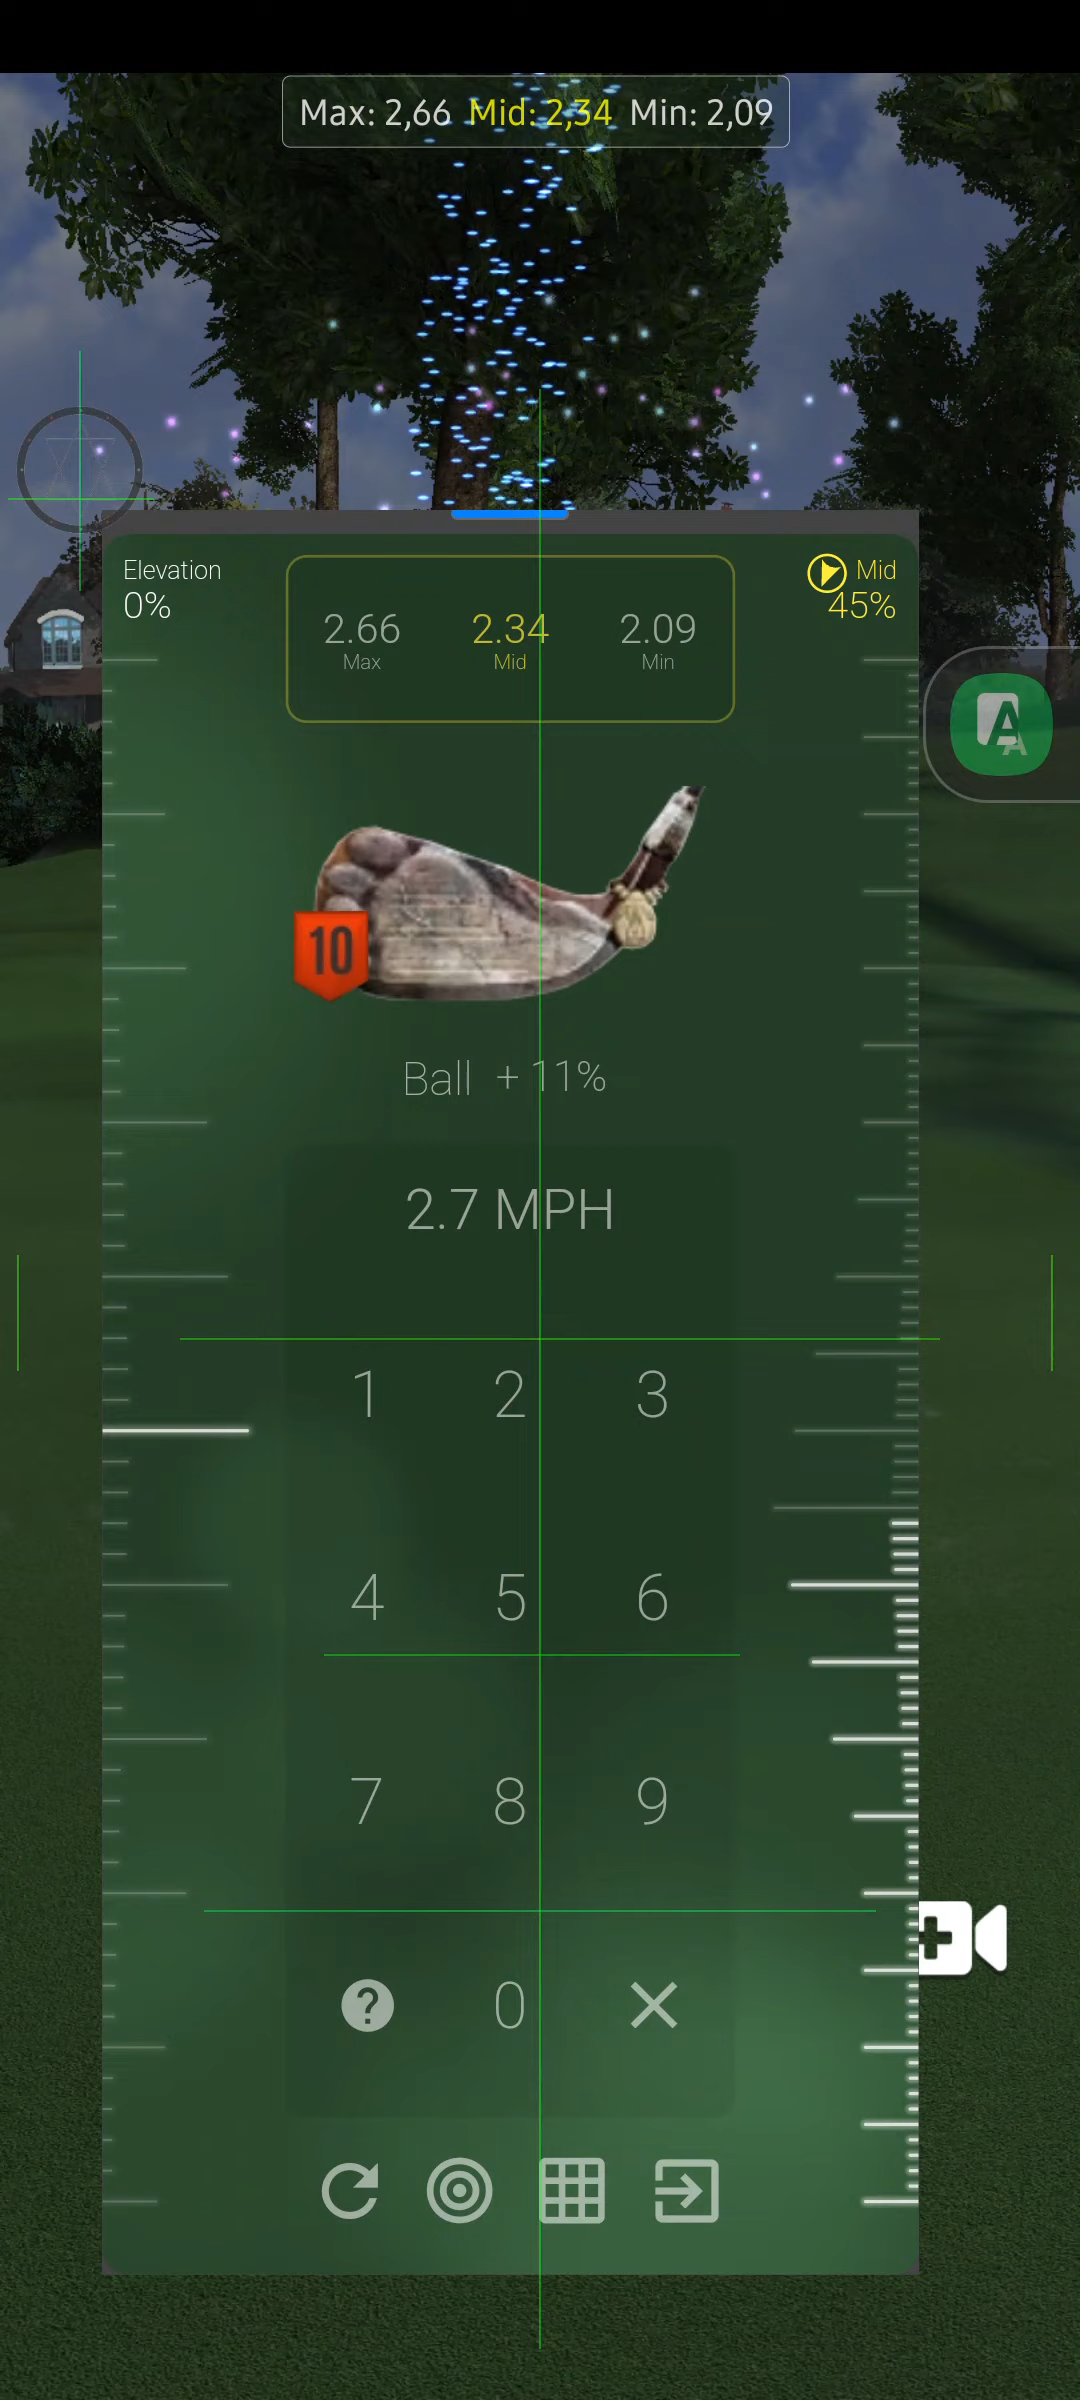 Max: 2,66 Mid: 2,34 Min: 2,09
Elevation
0%
Mid
45%
2.66 2.34 2.09
Max Mid Min
10
Ball + 11%
2.7 MPH
1 2 3
4 5 6
7 8 9
? 0
A
A